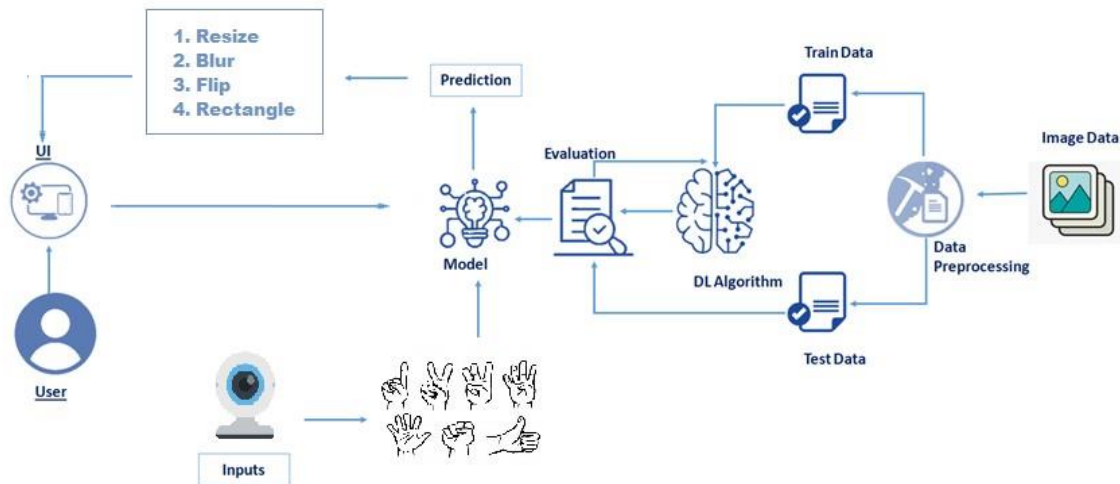 1. Resize
2. Blur
3. Flip
4. Rectangle
Prediction
Train Data
Image Data
UI
Evaluation
Model
DL Algorithm
Data
Preprocessing
User
Test Data
Inputs